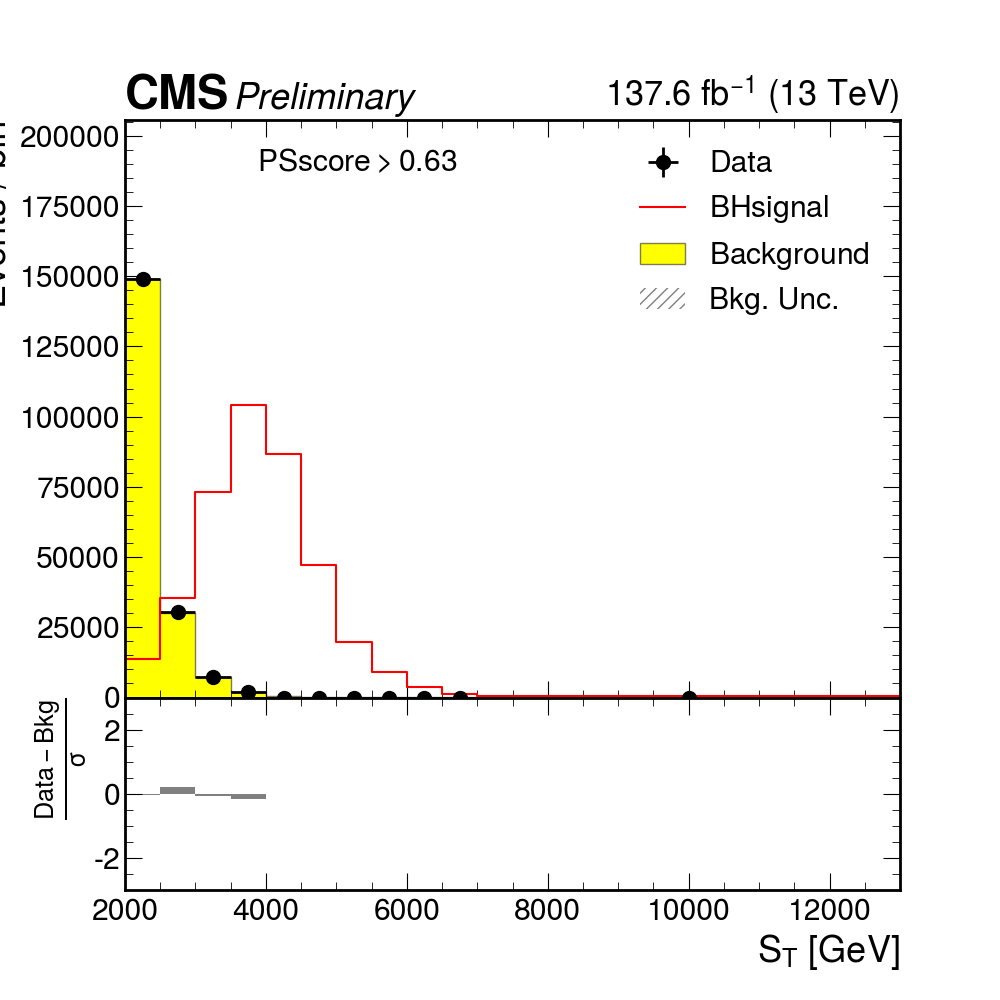 CMS Preliminary 137.6 fb⁻¹ (13 TeV)
PSscore > 0.63
Data
BHsignal
Background
Bkg. Unc.
200000
175000
150000
125000
100000
75000
50000
25000
0
Data − Bkg
σ
2
0
-2
2000 4000 6000 8000 10000 12000
S_T [GeV]